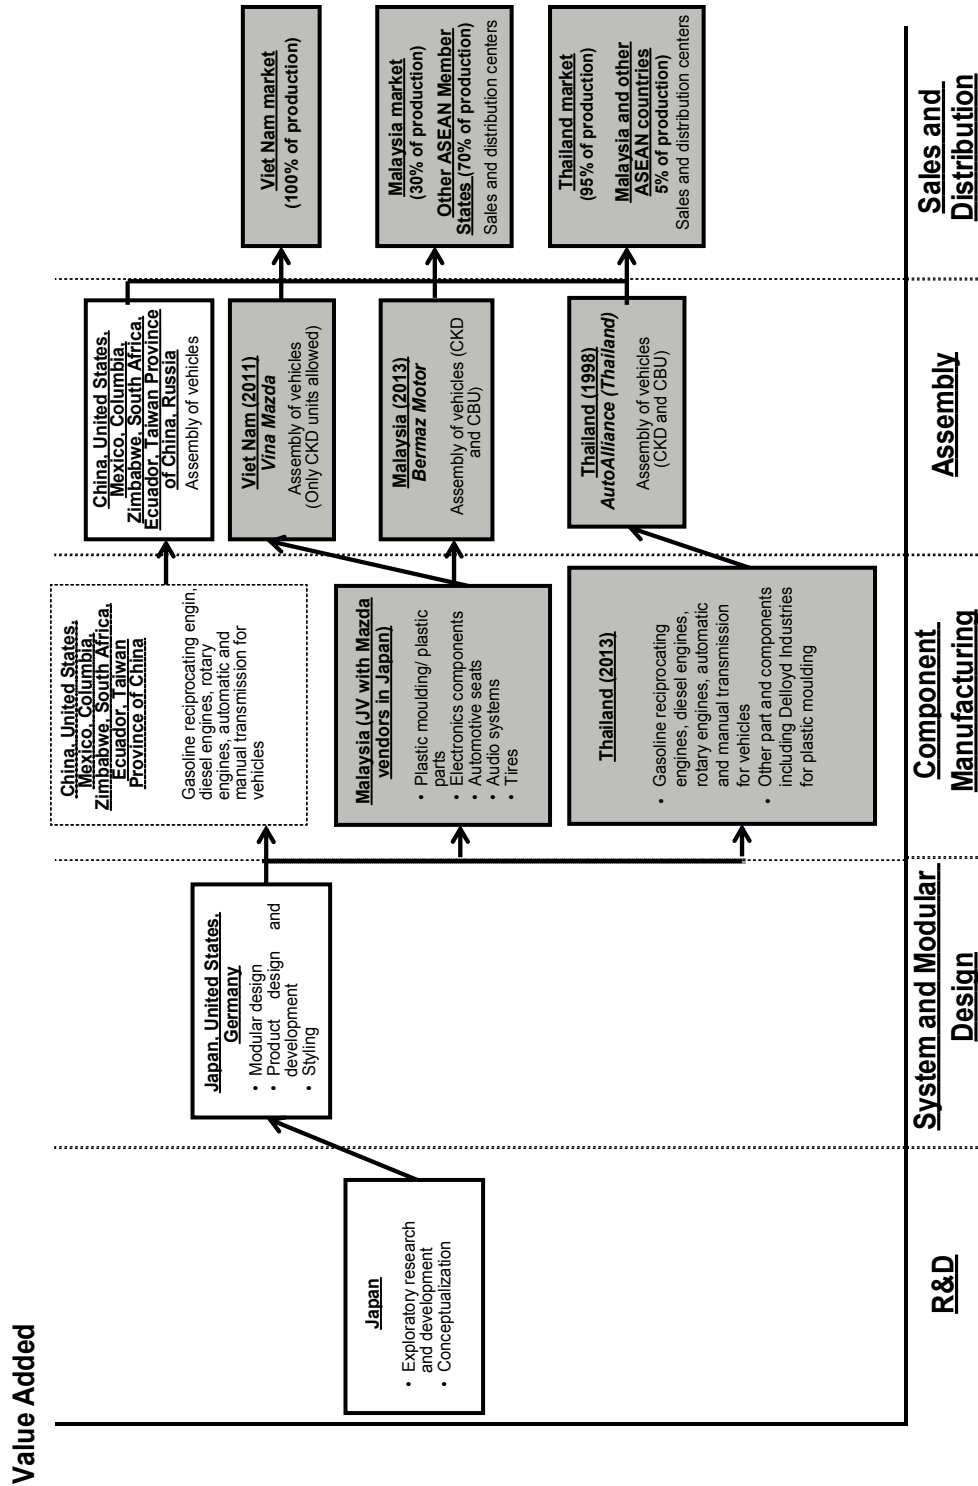 Value Added
Japan
• Exploratory research
and development
• Conceptualization
Japan, United States,
Germany
• Modular design
• Product design and
development
• Styling
China, United States,
Mexico, Columbia,
Zimbabwe, South Africa,
Ecuador, Taiwan
Province of China
Gasoline reciprocating engin,
diesel engines, rotary
engines, automatic and
manual transmission for
vehicles
Malaysia (JV with Mazda
vendors in Japan)
• Plastic moulding/ plastic
parts
• Electronics components
• Automotive seats
• Audio systems
• Tires
Thailand (2013)
• Gasoline reciprocating
engines, diesel engines,
rotary engines, automatic
and manual transmission
for vehicles
• Other part and components
including Delloyd Industries
for plastic moulding
China, United States,
Mexico, Columbia,
Zimbabwe, South Africa,
Ecuador, Taiwan Province
of China, Russia
Assembly of vehicles
Viet Nam (2011)
Vina Mazda
Assembly of vehicles
(Only CKD units allowed)
Malaysia (2013)
Bermaz Motor
Assembly of vehicles (CKD
and CBU)
Thailand (1998)
AutoAlliance (Thailand)
Assembly of vehicles
(CKD and CBU)
Viet Nam market
(100% of production)
Malaysia market
(30% of production)
Other ASEAN Member
States (70% of production)
Sales and distribution centers
Thailand market
(95% of production)
Malaysia and other
ASEAN countries
5% of production)
Sales and distribution centers
R&D
System and Modular
Design
Component
Manufacturing
Assembly
Sales and
Distribution